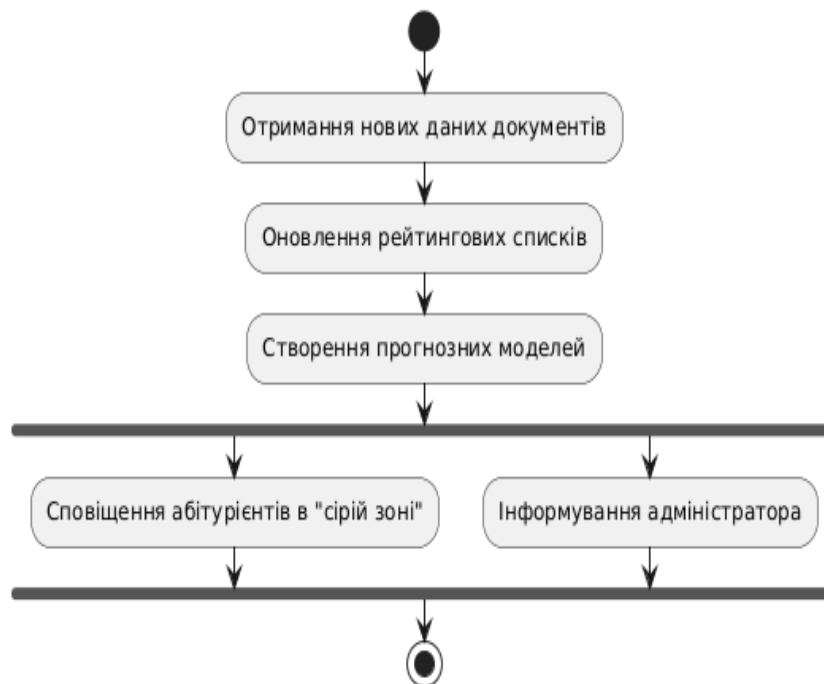 Отримання нових даних документів
Оновлення рейтингових списків
Створення прогнозних моделей
Сповіщення абітурієнтів в "сірій зоні"
Інформування адміністратора